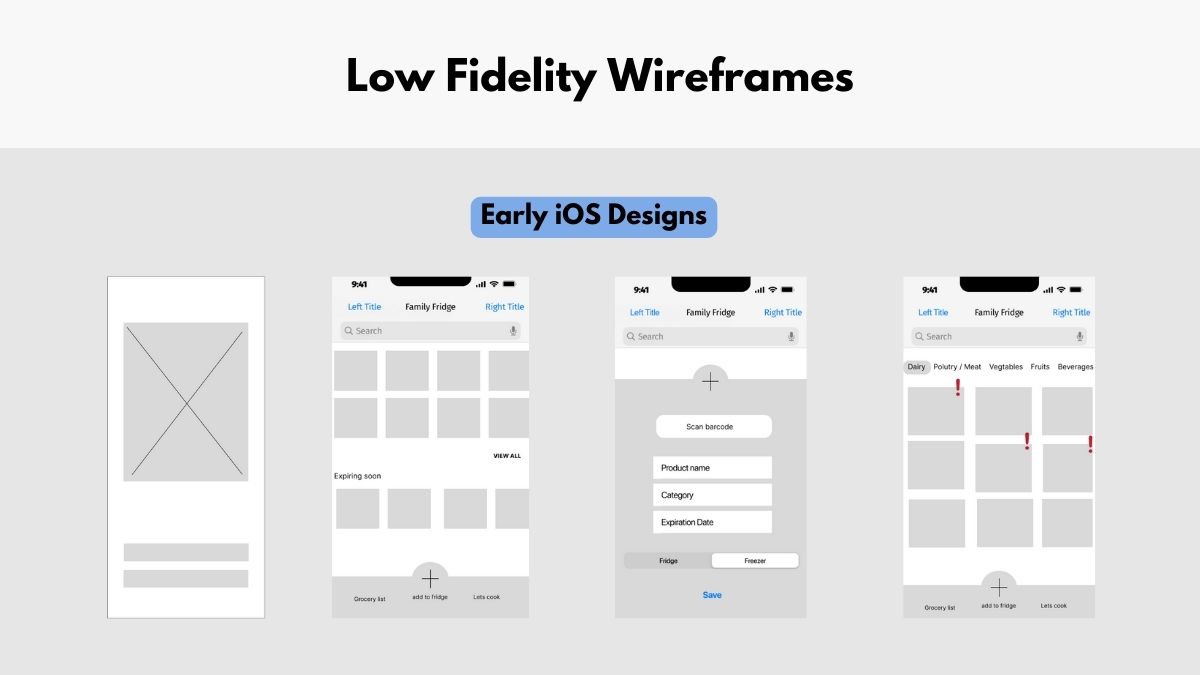 Low Fidelity Wireframes
Early iOS Designs
9:41
Left Title Family Fridge Right Title
Search
VIEW ALL
Expiring soon
Grocery list add to fridge Lets cook
9:41
Left Title Family Fridge Right Title
Search
Scan barcode
Product name
Category
Expiration Date
Fridge Freezer
Save
9:41
Left Title Family Fridge Right Title
Search
Dairy Polutry / Meat Vegtables Fruits Beverages
! 
! !
Grocery list add to fridge Lets cook